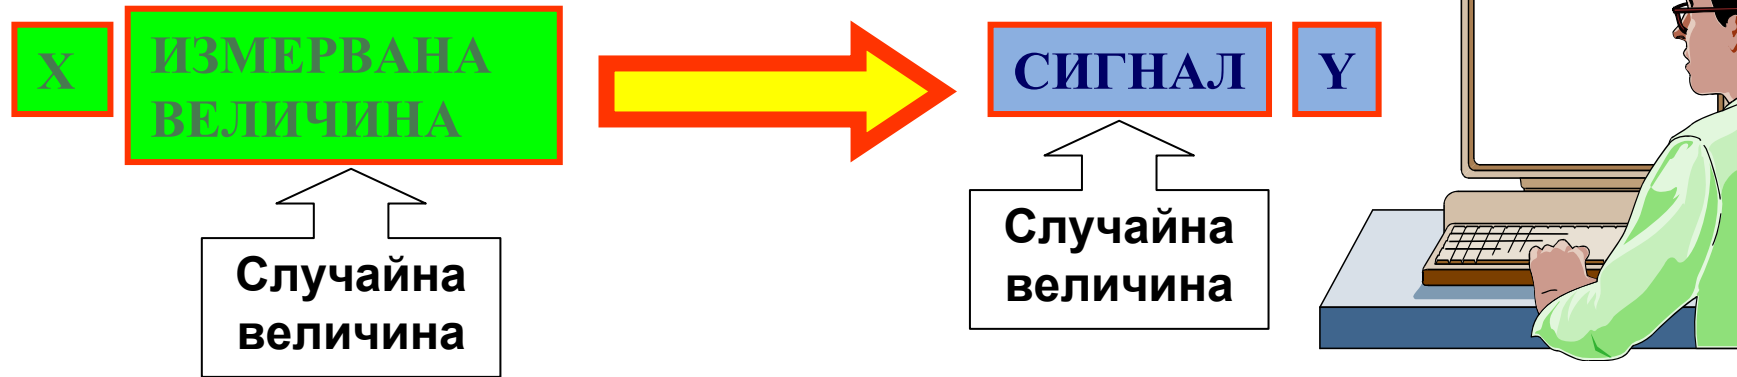 X
ИЗМЕРВАНА
ВЕЛИЧИНА
СИГНАЛ
Y
Случайна
величина
Случайна
величина